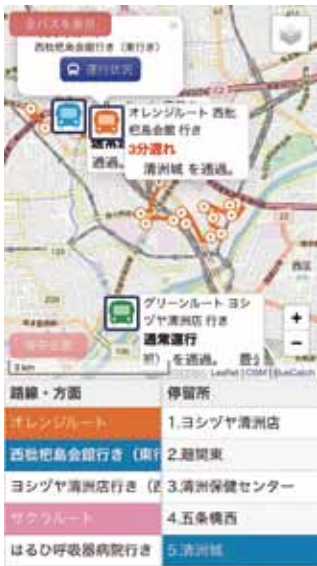 全バスを表示
西枇杷島会館行き（東行き）
運行状況
オレンジルート 西枇
杷島会館 行き
3分遅れ
清洲城 を通過。
通過。
西区
グリーンルート ヨシ
ヅヤ清洲店 行き
通常運行
前）を通過。
+
−
Leaflet | OSM | BusCatch
路線・方面
停留所
オレンジルート
1.ヨシヅヤ清洲店
西枇杷島会館行き（東行
2.廻間東
ヨシヅヤ清洲店行き（西
3.清洲保健センター
サクラルート
4.五条橋西
はるひ呼吸器病院行き
5.清洲城